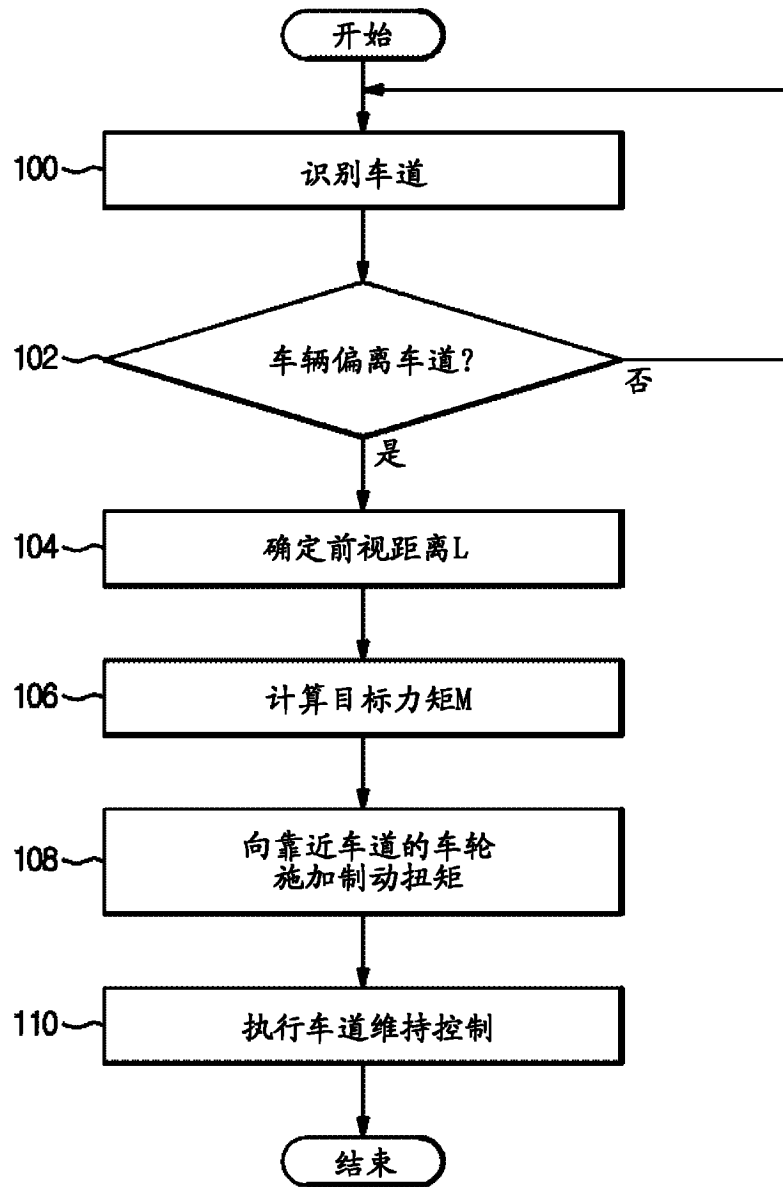 开始
100
识别车道
102
车辆偏离车道?
否
是
104
确定前视距离L
106
计算目标力矩M
108
向靠近车道的车轮
施加制动扭矩
110
执行车道维持控制
结束